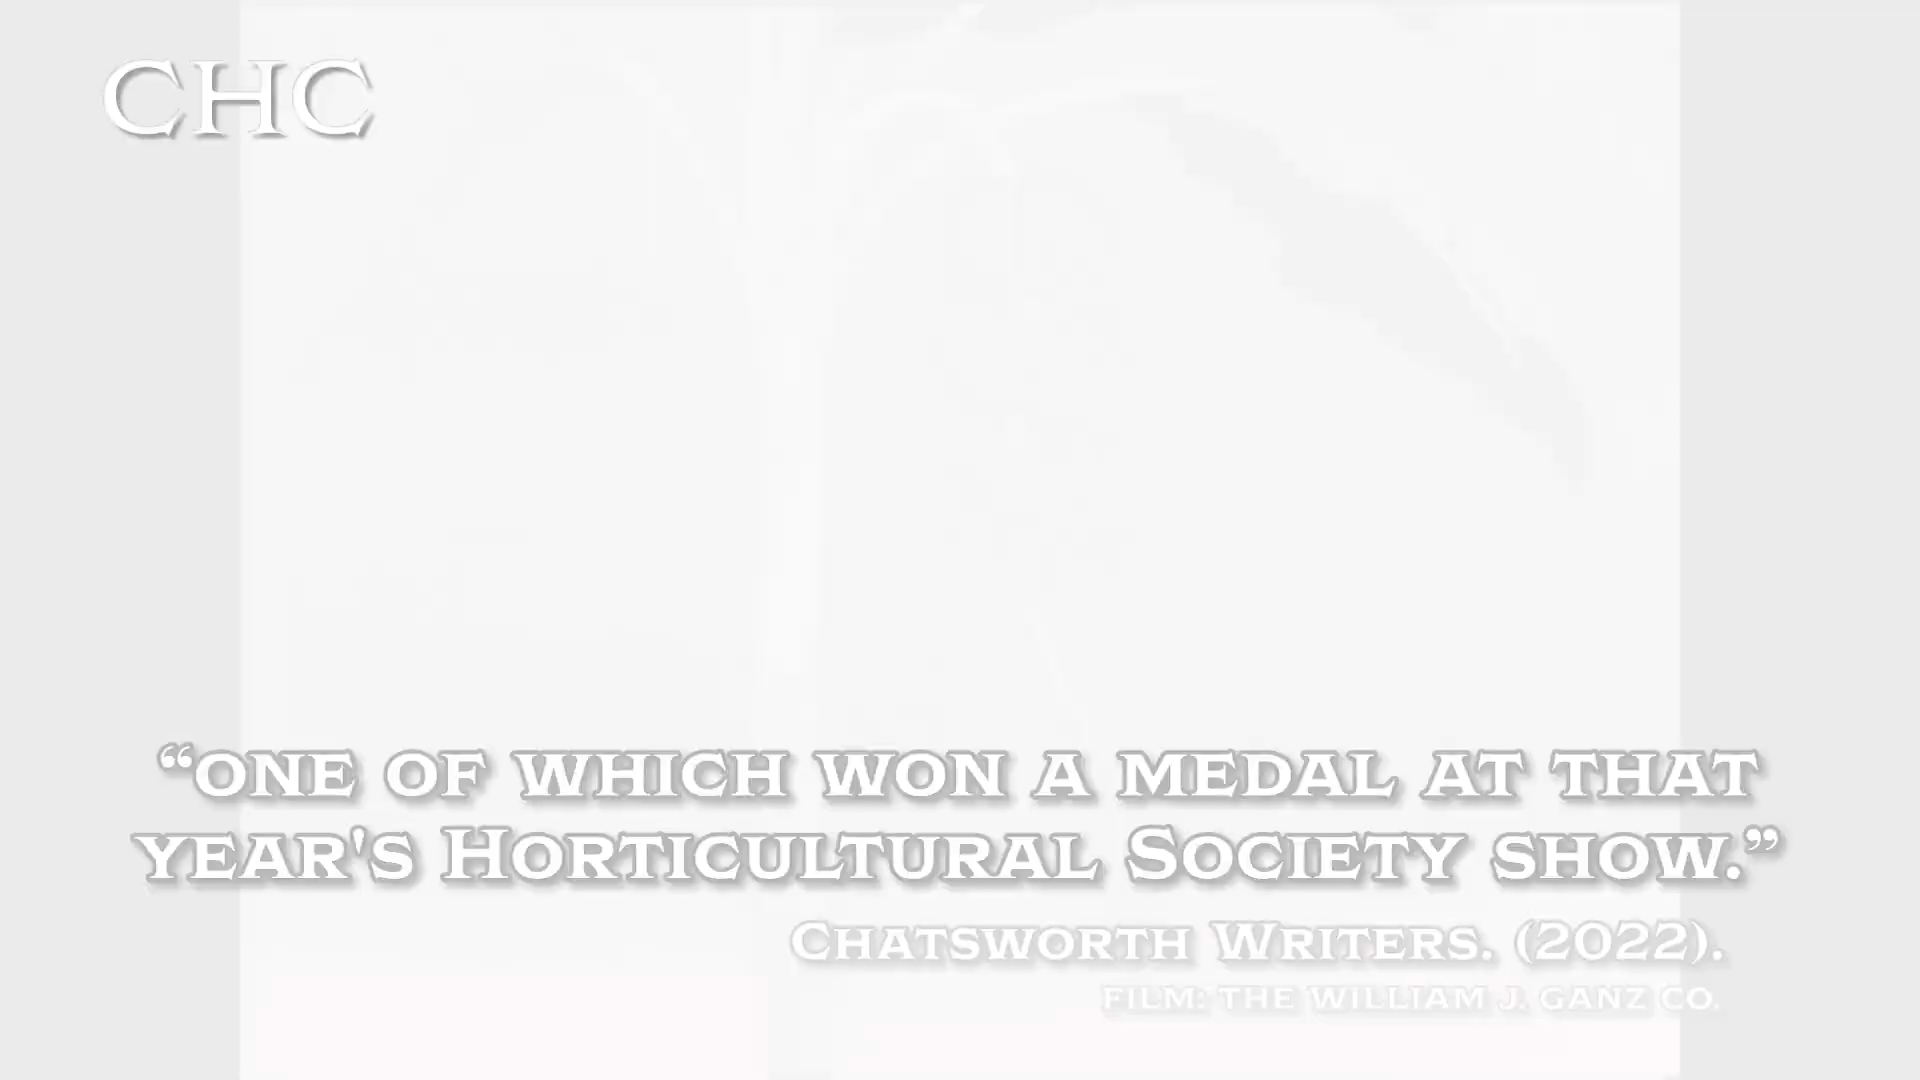 CHC
“ONE OF WHICH WON A MEDAL AT THAT
YEAR'S HORTICULTURAL SOCIETY SHOW.”
CHATSWORTH WRITERS. (2022).
FILM: THE WILLIAM J. GANZ CO.